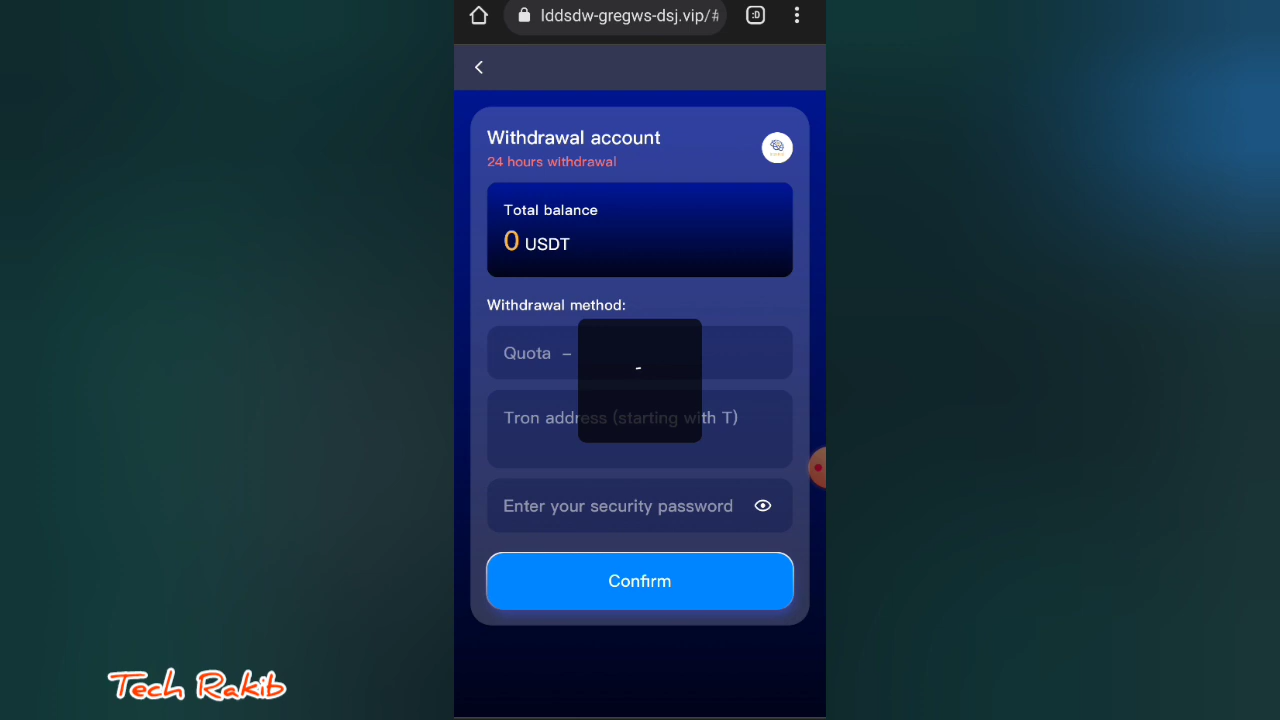 lddsdw-gregws-dsj.vip/#
:D
Withdrawal account
24 hours withdrawal
Total balance
0 USDT
Withdrawal method:
Quota –
Tron address (starting with T)
Enter your security password
Confirm
Tech Rakib